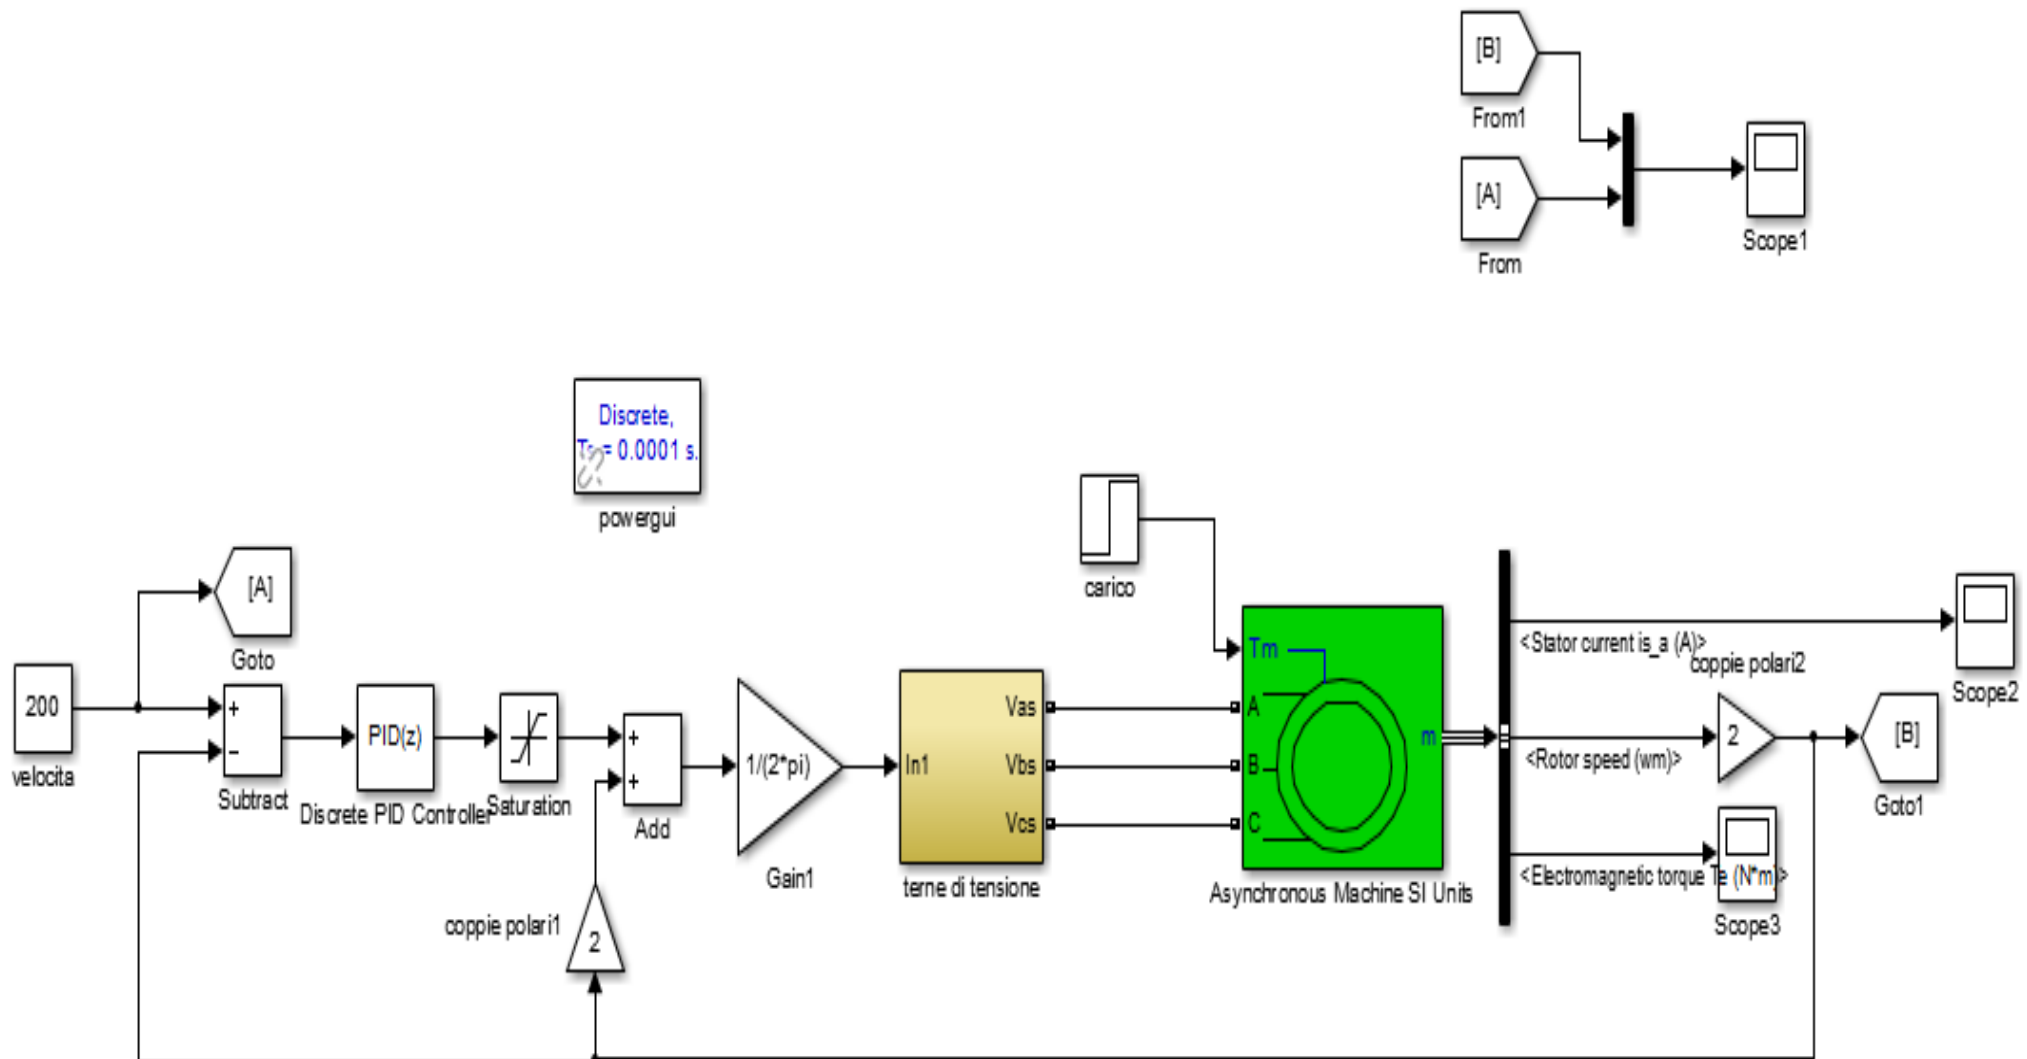 [B]
From1
[A]
From
Scope1
Discrete,
Ts = 0.0001 s.
powergui
carico
[A]
Goto
200
velocita
+
−
Subtract
PID(z)
Discrete PID Controller
Saturation
+
+
Add
1/(2*pi)
Gain1
In1
Vas
Vbs
Vcs
terne di tensione
Tm
A
B
C
m
Asynchronous Machine SI Units
<Stator current is_a (A)>
Scope2
coppie polari2
2
<Rotor speed (wm)>
[B]
Goto1
<Electromagnetic torque Te (N*m)>
Scope3
coppie polari1
2